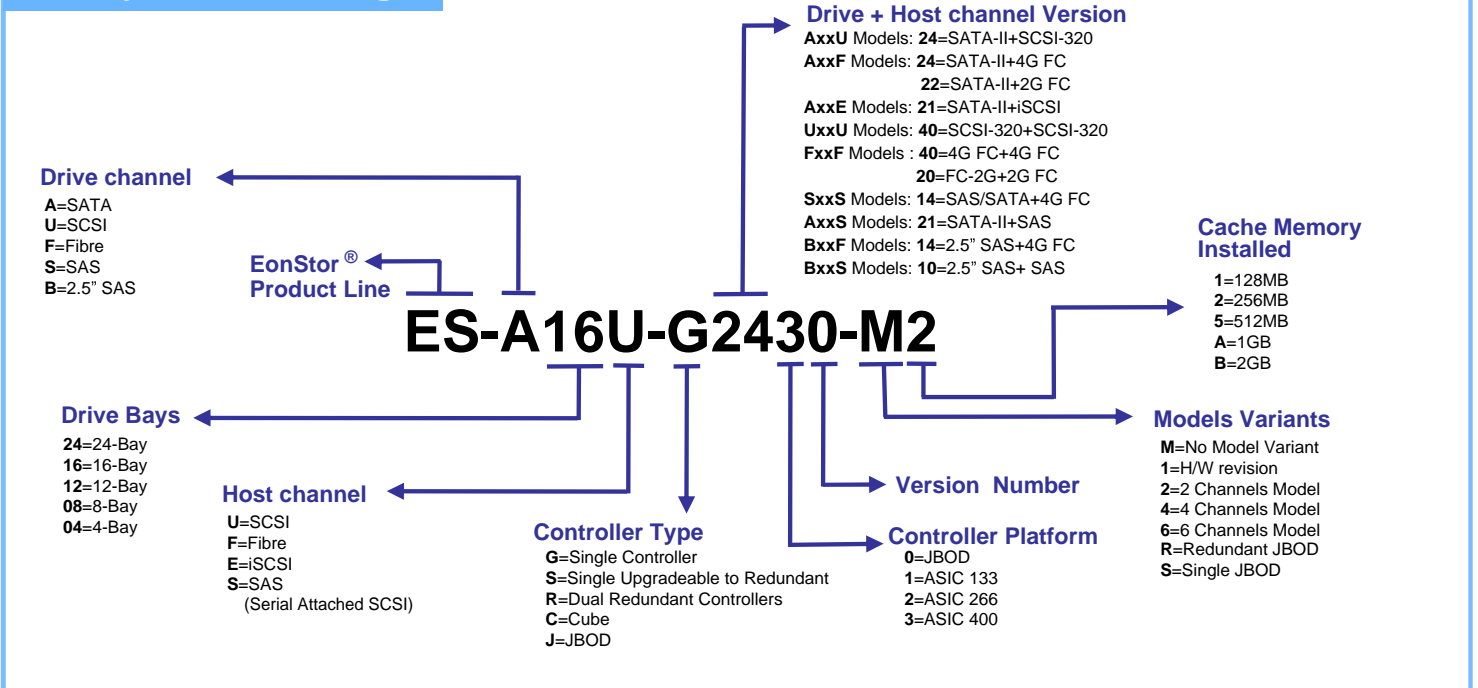 Drive + Host channel Version
AxxU Models: 24=SATA-II+SCSI-320
AxxF Models: 24=SATA-II+4G FC
22=SATA-II+2G FC
AxxE Models: 21=SATA-II+iSCSI
UxxU Models: 40=SCSI-320+SCSI-320
FxxF Models : 40=4G FC+4G FC
20=FC-2G+2G FC
SxxS Models: 14=SAS/SATA+4G FC
AxxS Models: 21=SATA-II+SAS
BxxF Models: 14=2.5” SAS+4G FC
BxxS Models: 10=2.5” SAS+ SAS
Drive channel
A=SATA
U=SCSI
F=Fibre
S=SAS
B=2.5” SAS
EonStor ®
Product Line
Cache Memory
Installed
1=128MB
2=256MB
5=512MB
A=1GB
B=2GB
ES-A16U-G2430-M2
Drive Bays
24=24-Bay
16=16-Bay
12=12-Bay
08=8-Bay
04=4-Bay
Host channel
U=SCSI
F=Fibre
E=iSCSI
S=SAS
(Serial Attached SCSI)
Controller Type
G=Single Controller
S=Single Upgradeable to Redundant
R=Dual Redundant Controllers
C=Cube
J=JBOD
Version Number
Controller Platform
0=JBOD
1=ASIC 133
2=ASIC 266
3=ASIC 400
Models Variants
M=No Model Variant
1=H/W revision
2=2 Channels Model
4=4 Channels Model
6=6 Channels Model
R=Redundant JBOD
S=Single JBOD